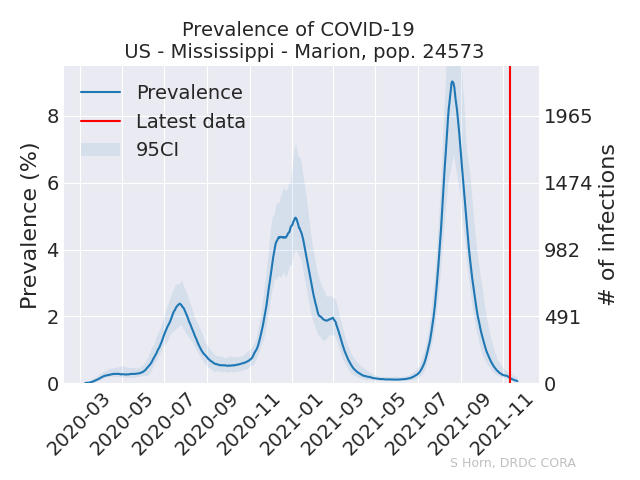 Prevalence of COVID-19
US - Mississippi - Marion, pop. 24573
Prevalence
Latest data
95CI
Prevalence (%)
8
6
4
2
0
1965
1474
982
491
0
# of infections
2020-03
2020-05
2020-07
2020-09
2020-11
2021-01
2021-03
2021-05
2021-07
2021-09
2021-11
S Horn, DRDC CORA